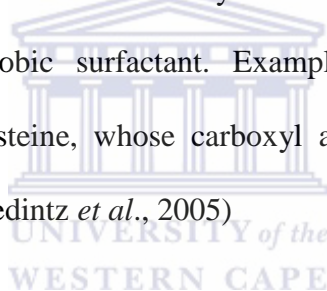 obic surfactant. Exampl
steine, whose carboxyl a
edintz et al., 2005)
UNIVERSITY of the
WESTERN CAPE